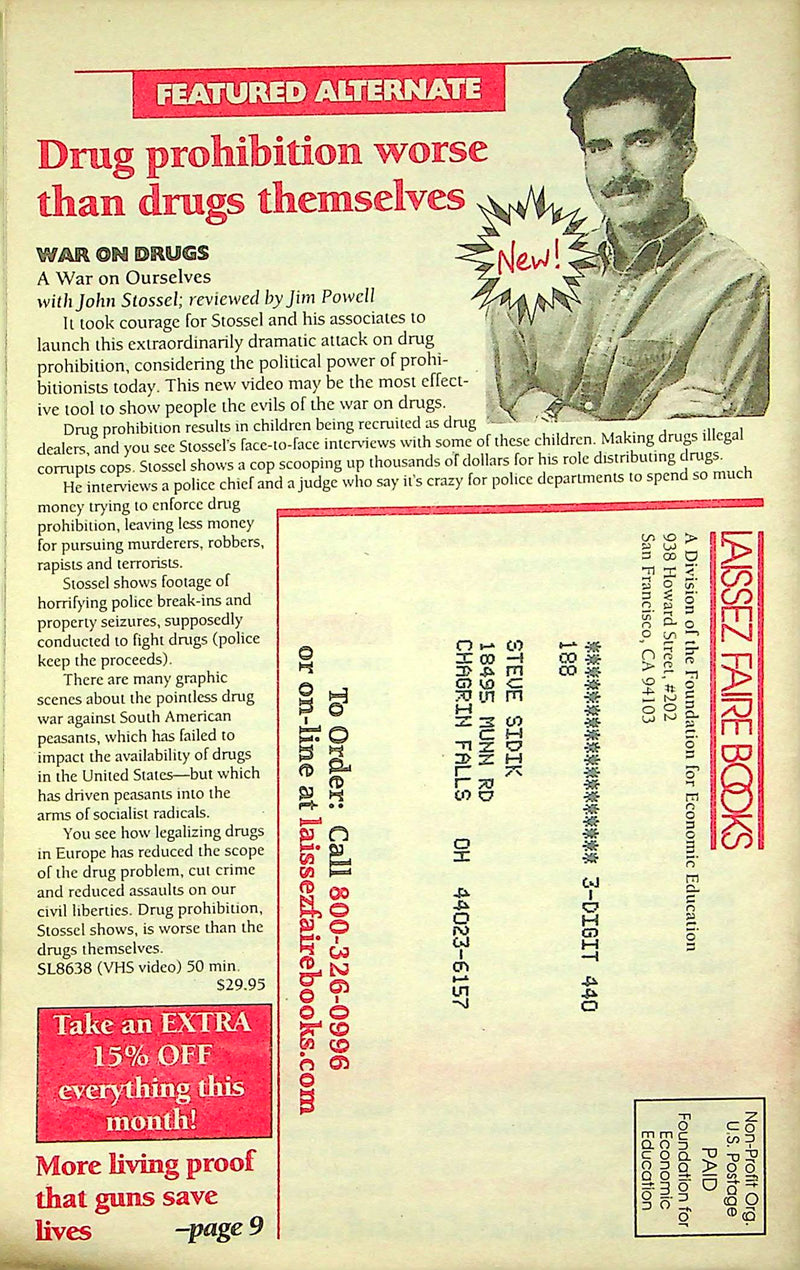 FEATURED ALTERNATE
Drug prohibition worse
than drugs themselves
New!
WAR ON DRUGS
A War on Ourselves
with John Stossel; reviewed by Jim Powell
It took courage for Stossel and his associates to
launch this extraordinarily dramatic attack on drug
prohibition, considering the political power of prohi-
bitionists today. This new video may be the most effect-
ive tool to show people the evils of the war on drugs.
Drug prohibition results in children being recruited as drug
dealers, and you see Stossel's face-to-face interviews with some of these children. Making drugs illegal
corrupts cops. Stossel shows a cop scooping up thousands of dollars for his role distributing drugs.
He interviews a police chief and a judge who say it's crazy for police departments to spend so much
money trying to enforce drug
prohibition, leaving less money
for pursuing murderers, robbers,
rapists and terrorists.
Stossel shows footage of
horrifying police break-ins and
property seizures, supposedly
conducted to fight drugs (police
keep the proceeds).
There are many graphic
scenes about the pointless drug
war against South American
peasants, which has failed to
impact the availability of drugs
in the United States—but which
has driven peasants into the
arms of socialist radicals.
You see how legalizing drugs
in Europe has reduced the scope
of the drug problem, cut crime
and reduced assaults on our
civil liberties. Drug prohibition,
Stossel shows, is worse than the
drugs themselves.
SL8638 (VHS video) 50 min.
$29.95
Take an EXTRA
15% OFF
everything this
month!
More living proof
that guns save
lives –page 9
LAISSEZ FAIRE BOOKS
A Division of the Foundation for Economic Education
938 Howard Street, #202
San Francisco, CA 94103
Non-Profit Org.
U.S. Postage
PAID
Foundation for
Economic
Education
******************** 3-DIGIT 440
188
STEVE SIDIK
18495 MUNN RD
CHAGRIN FALLS OH 44023-6157
To Order: Call 800-326-0996
or on-line at laissezfairebooks.com